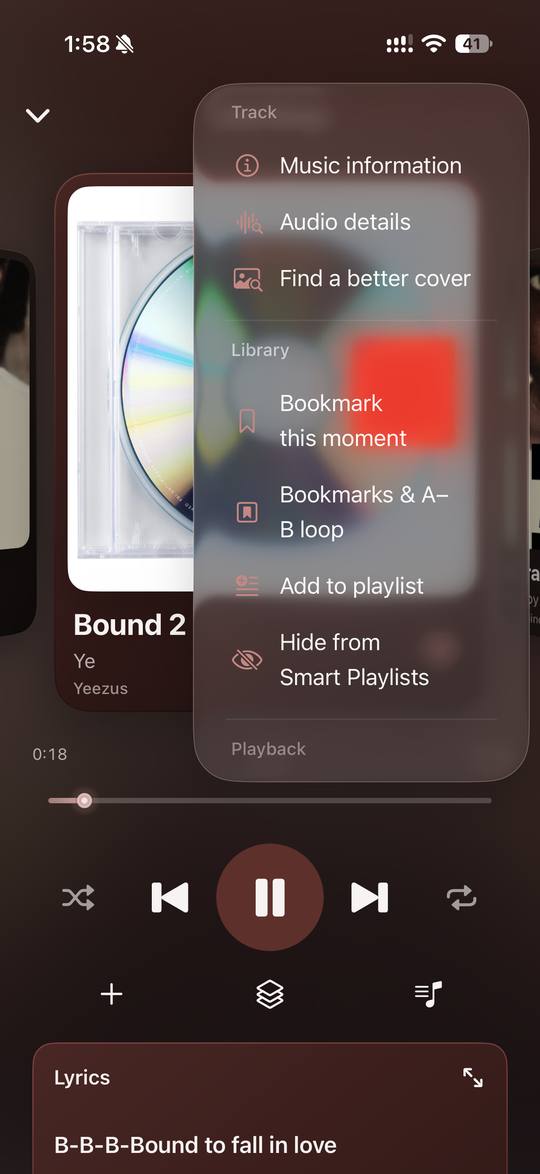 1:58
41
Track
Music information
Audio details
Find a better cover
Library
Bookmark
this moment
Bookmarks & A–
B loop
Add to playlist
Hide from
Smart Playlists
Playback
Bound 2
Ye
Yeezus
0:18
Lyrics
B-B-B-Bound to fall in love